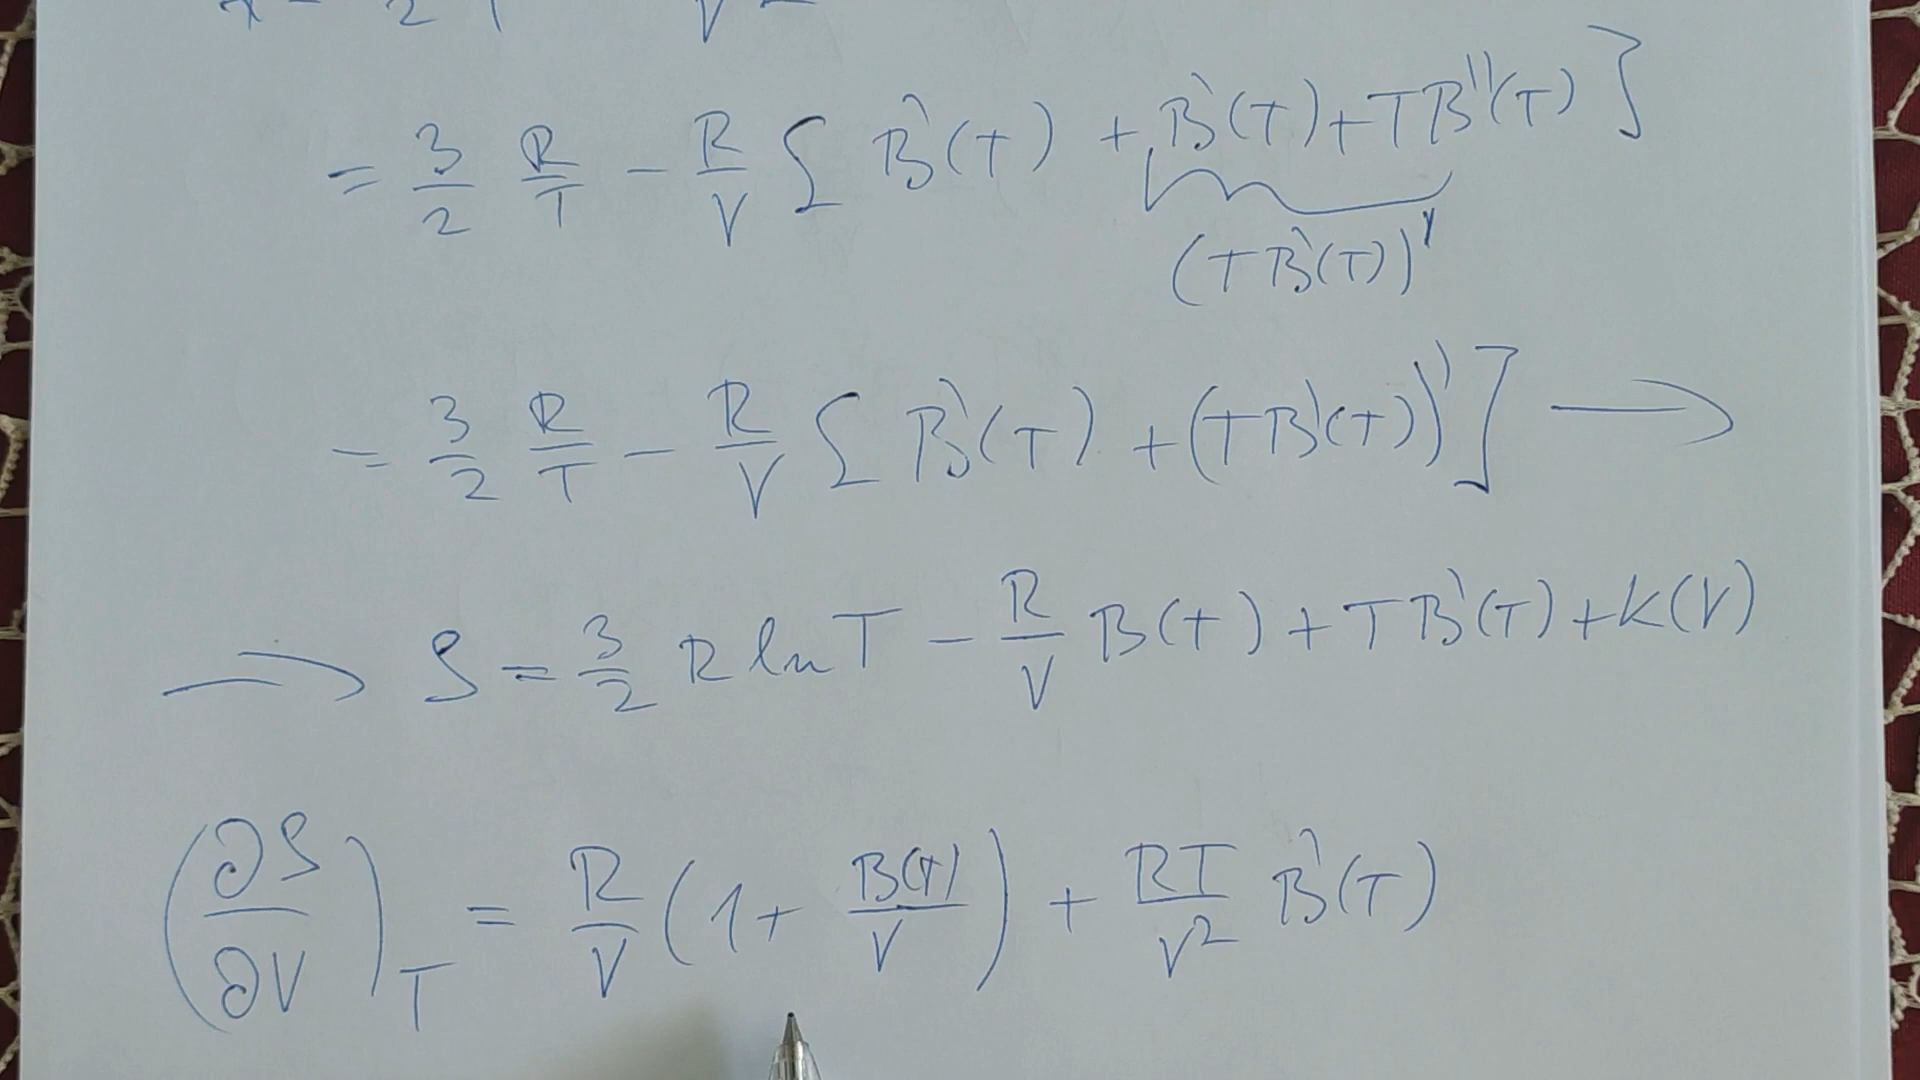 = 3/2 R/T − R/V [ B'(T) + B'(T) + TB''(T) ]
(TB'(T))'
= 3/2 R/T − R/V [ B'(T) + (TB'(T))' ] →
→ S = 3/2 R ln T − R/V B(T) + TB'(T) + k(V)
(∂S/∂V)_T = R/V (1 + B(T)/V) + RT/V² B'(T)